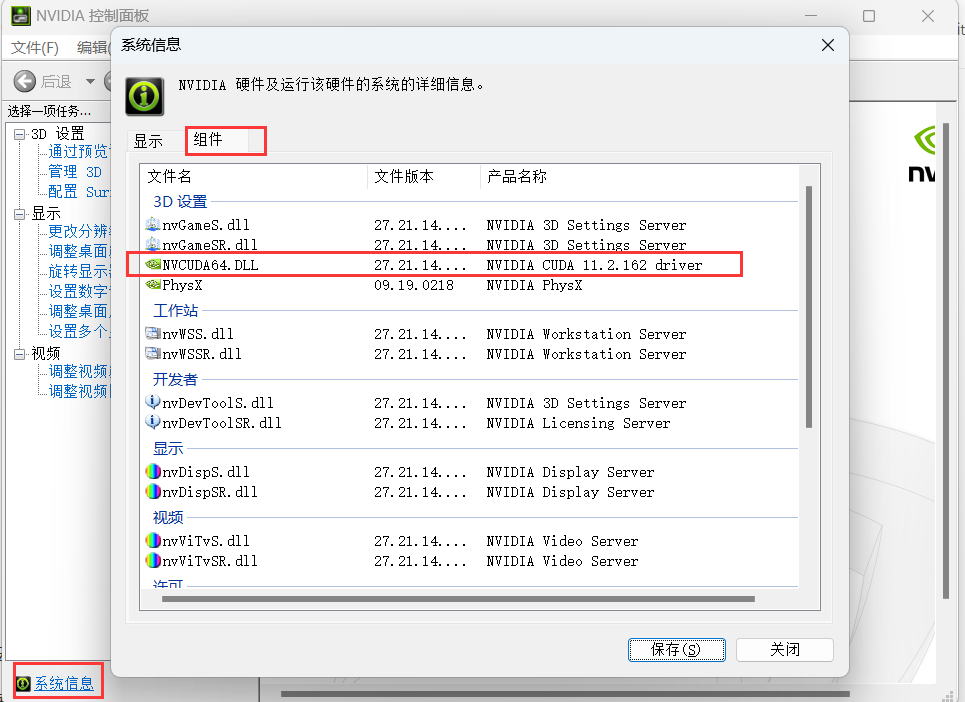 NVIDIA 控制面板
文件(F) 编辑(
后退
选择一项任务...
3D 设置
通过预览
管理 3D
配置 Sur
显示
更改分辨
调整桌面
旋转显示
设置数字
调整桌面
设置多个
视频
调整视频
调整视频
系统信息
系统信息
NVIDIA 硬件及运行该硬件的系统的详细信息。
显示 组件
文件名 文件版本 产品名称
3D 设置
nvGameS.dll 27.21.14.... NVIDIA 3D Settings Server
nvGameSR.dll 27.21.14.... NVIDIA 3D Settings Server
NVCUDA64.DLL 27.21.14.... NVIDIA CUDA 11.2.162 driver
PhysX 09.19.0218 NVIDIA PhysX
工作站
nvWSS.dll 27.21.14.... NVIDIA Workstation Server
nvWSSR.dll 27.21.14.... NVIDIA Workstation Server
开发者
nvDevToolS.dll 27.21.14.... NVIDIA 3D Settings Server
nvDevToolSR.dll 27.21.14.... NVIDIA Licensing Server
显示
nvDispS.dll 27.21.14.... NVIDIA Display Server
nvDispSR.dll 27.21.14.... NVIDIA Display Server
视频
nvViTvS.dll 27.21.14.... NVIDIA Video Server
nvViTvSR.dll 27.21.14.... NVIDIA Video Server
许可
保存(S) 关闭